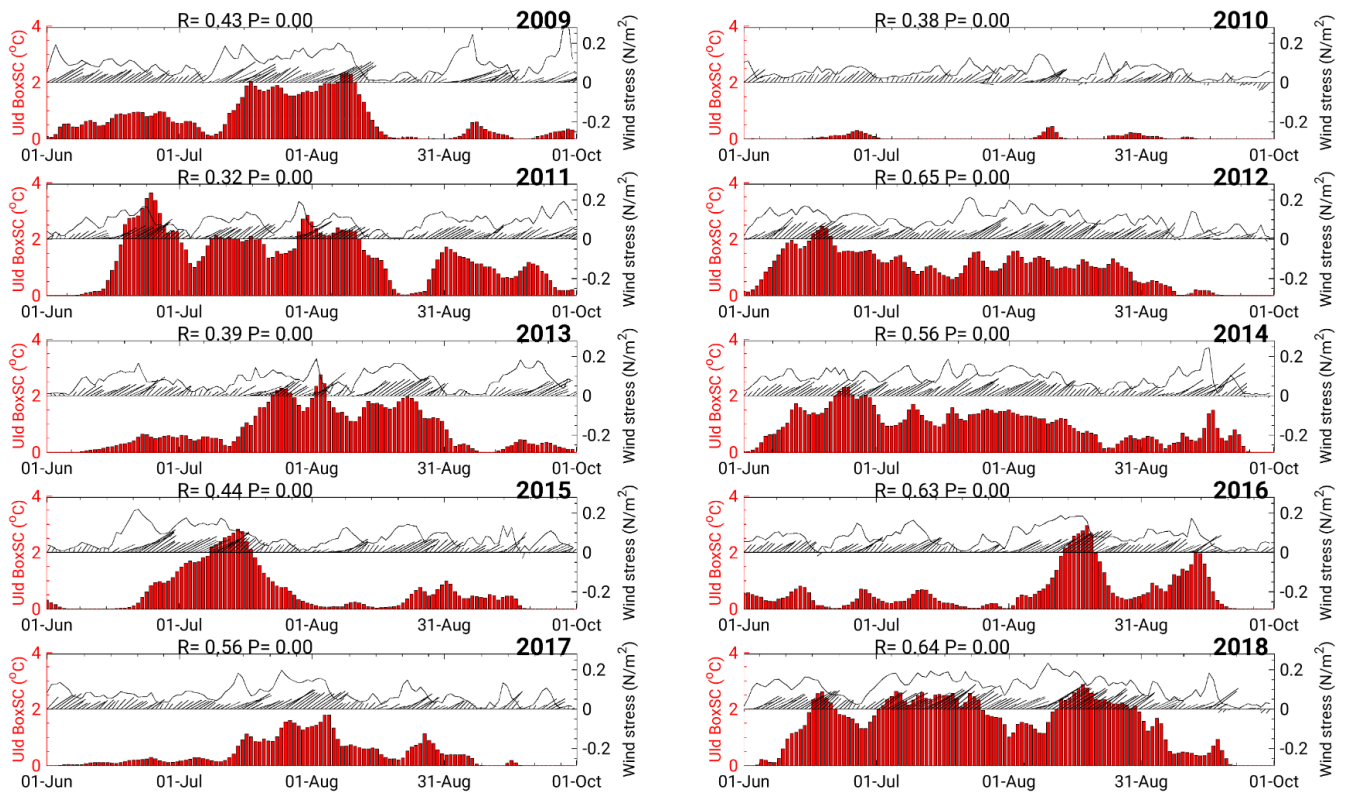 R= 0.43 P= 0.00 2009
UId BoxSC (°C)
4
2
0
0.2
0
-0.2
Wind stress (N/m²)
01-Jun 01-Jul 01-Aug 31-Aug 01-Oct
R= 0.38 P= 0.00 2010
UId BoxSC (°C)
4
2
0
0.2
0
-0.2
Wind stress (N/m²)
01-Jun 01-Jul 01-Aug 31-Aug 01-Oct
R= 0.32 P= 0.00 2011
UId BoxSC (°C)
4
2
0
0.2
0
-0.2
Wind stress (N/m²)
01-Jun 01-Jul 01-Aug 31-Aug 01-Oct
R= 0.65 P= 0.00 2012
UId BoxSC (°C)
4
2
0
0.2
0
-0.2
Wind stress (N/m²)
01-Jun 01-Jul 01-Aug 31-Aug 01-Oct
R= 0.39 P= 0.00 2013
UId BoxSC (°C)
4
2
0
0.2
0
-0.2
Wind stress (N/m²)
01-Jun 01-Jul 01-Aug 31-Aug 01-Oct
R= 0.56 P= 0.00 2014
UId BoxSC (°C)
4
2
0
0.2
0
-0.2
Wind stress (N/m²)
01-Jun 01-Jul 01-Aug 31-Aug 01-Oct
R= 0.44 P= 0.00 2015
UId BoxSC (°C)
4
2
0
0.2
0
-0.2
Wind stress (N/m²)
01-Jun 01-Jul 01-Aug 31-Aug 01-Oct
R= 0.63 P= 0.00 2016
UId BoxSC (°C)
4
2
0
0.2
0
-0.2
Wind stress (N/m²)
01-Jun 01-Jul 01-Aug 31-Aug 01-Oct
R= 0.56 P= 0.00 2017
UId BoxSC (°C)
4
2
0
0.2
0
-0.2
Wind stress (N/m²)
01-Jun 01-Jul 01-Aug 31-Aug 01-Oct
R= 0.64 P= 0.00 2018
UId BoxSC (°C)
4
2
0
0.2
0
-0.2
Wind stress (N/m²)
01-Jun 01-Jul 01-Aug 31-Aug 01-Oct